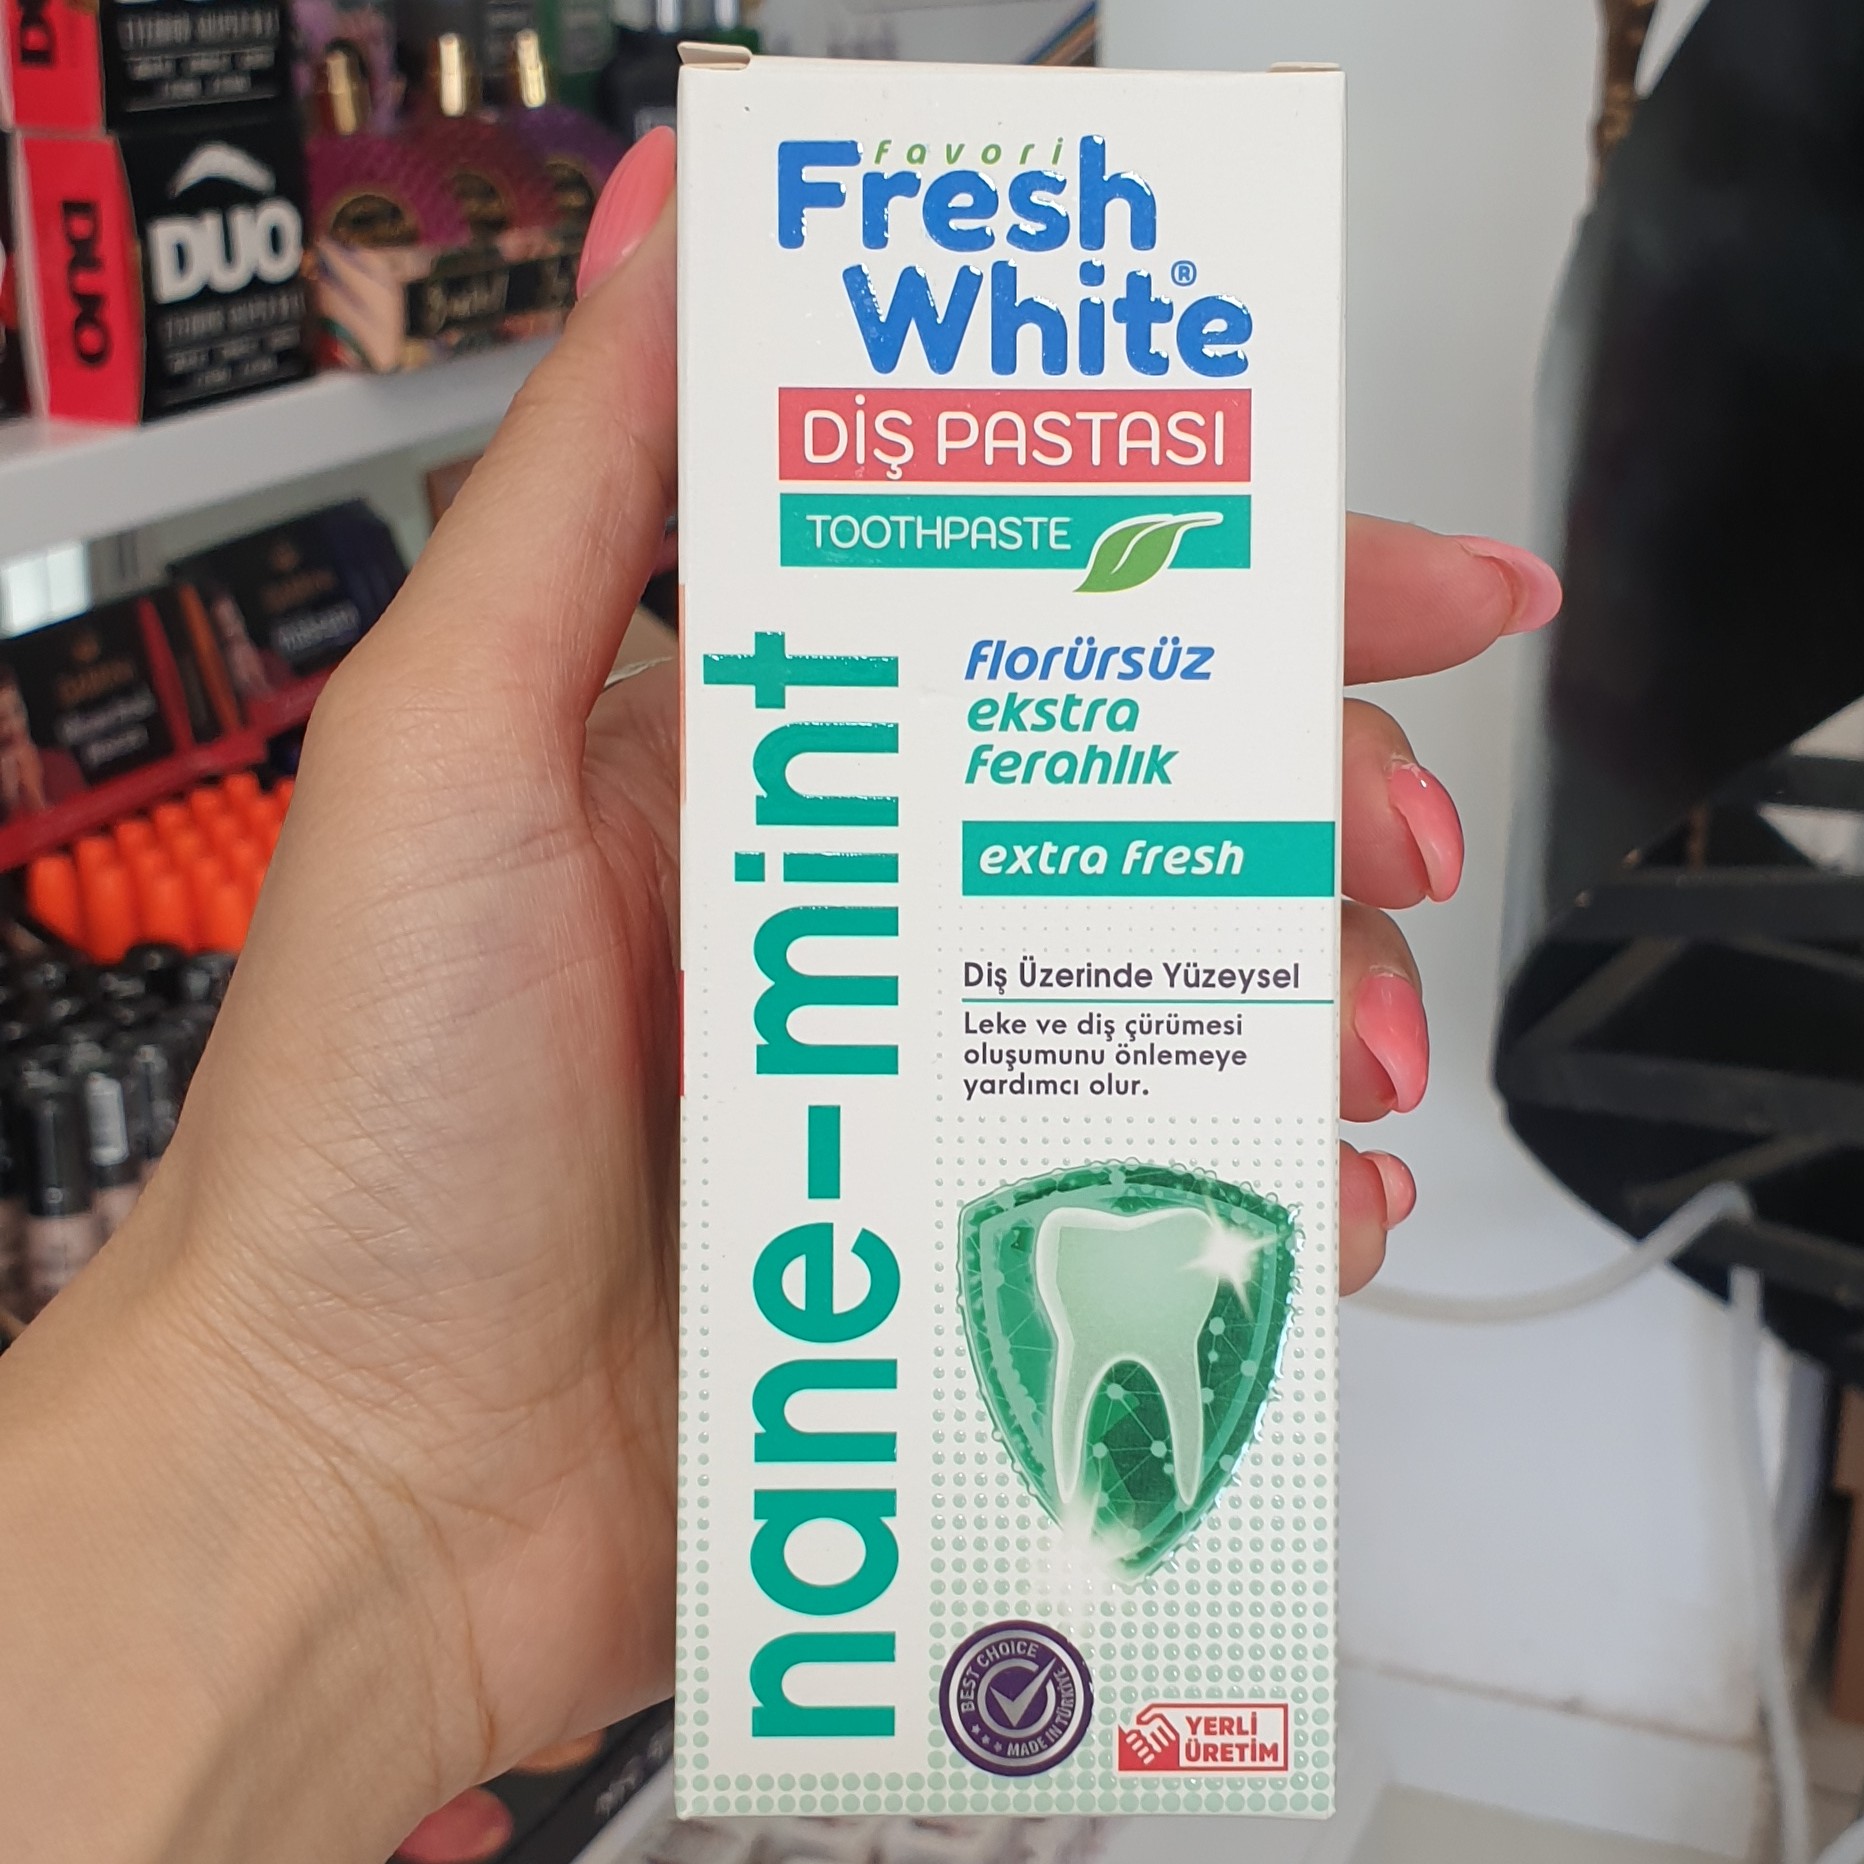 favori
Fresh
White®
DİŞ PASTASI
TOOTHPASTE
nane-mint
florürsüz
ekstra
ferahlık
extra fresh
Diş Üzerinde Yüzeysel
Leke ve diş çürümesi
oluşumunu önlemeye
yardımcı olur.
BEST CHOICE
MADE IN TÜRKİYE
YERLİ
ÜRETİM
DUO
DUO